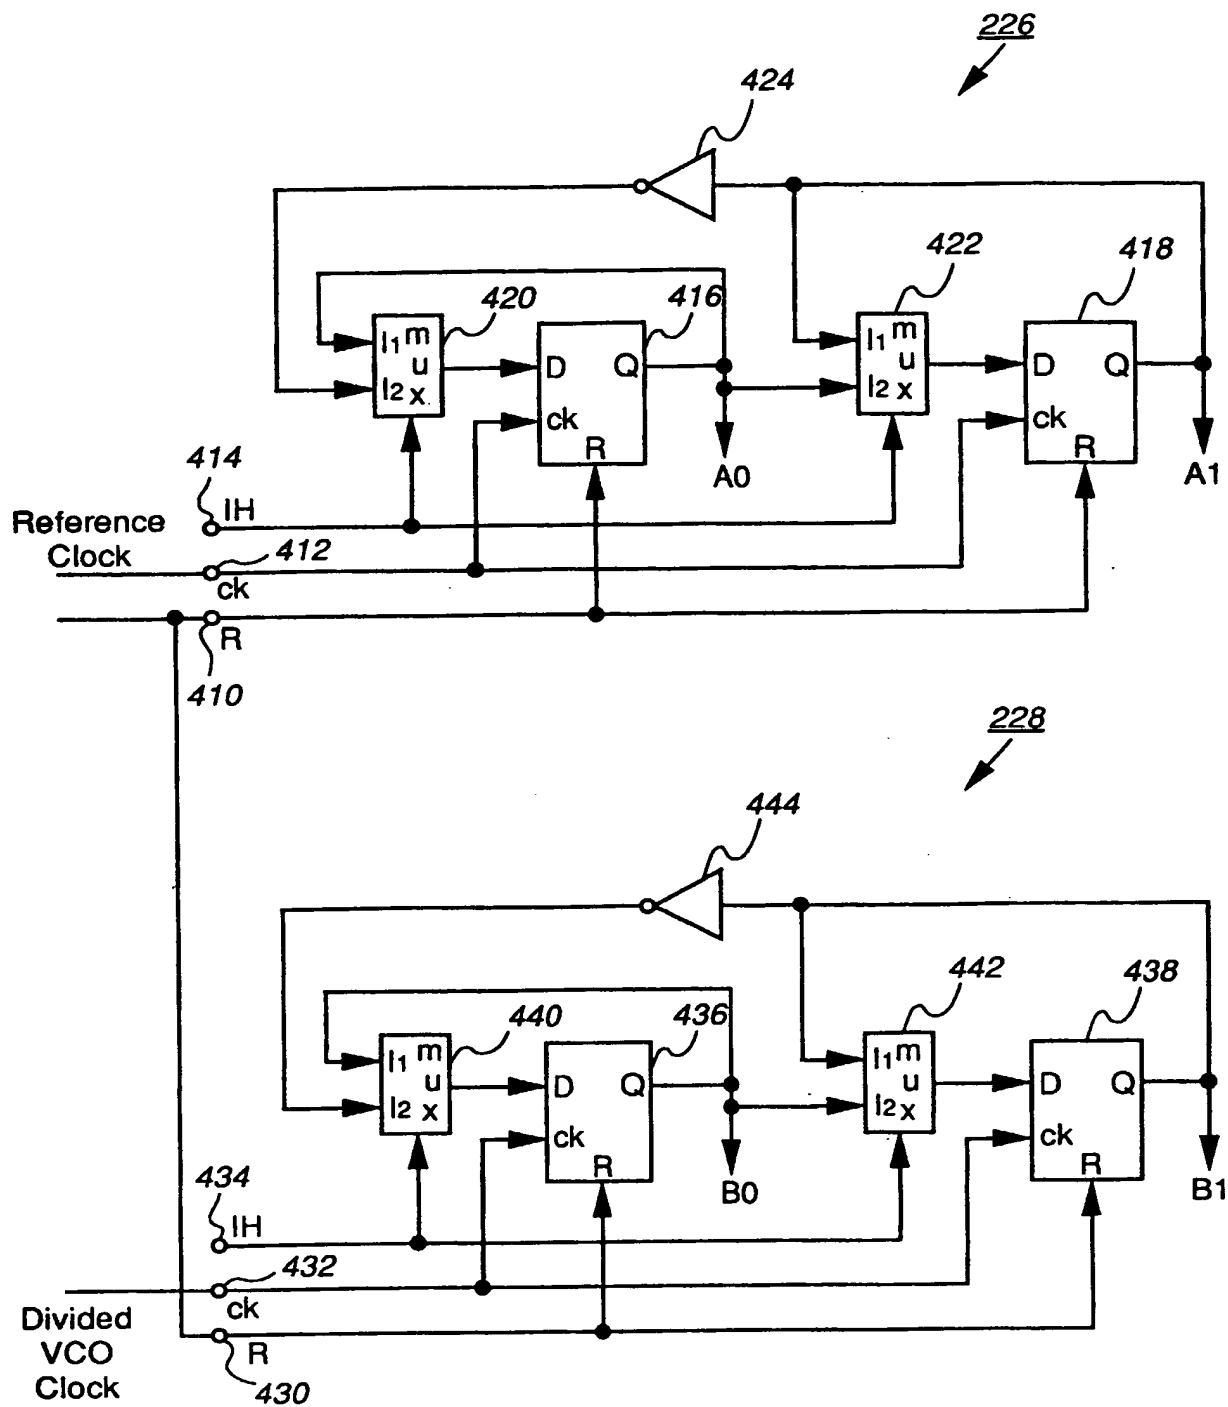 226
424
422
418
420
416
I1 m
u
I2 x
D Q
ck
R
I1 m
u
I2 x
D Q
ck
R
A0
A1
414
IH
Reference
Clock
412
ck
R
410
228
444
442
438
440
436
I1 m
u
I2 x
D Q
ck
R
I1 m
u
I2 x
D Q
ck
R
B0
B1
434
IH
432
ck
Divided
VCO
Clock
R
430